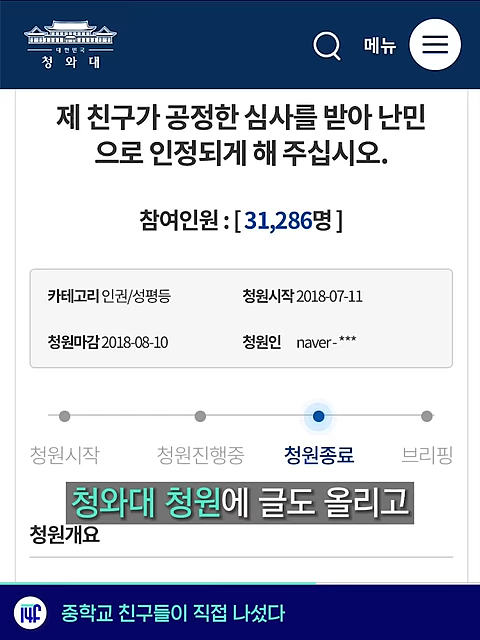 대한민국
청와대
메뉴
제 친구가 공정한 심사를 받아 난민
으로 인정되게 해 주십시오.
참여인원 : [ 31,286명 ]
카테고리 인권/성평등
청원시작 2018-07-11
청원마감 2018-08-10
청원인 naver - ***
청원시작
청원진행중
청원종료
브리핑
청와대 청원에 글도 올리고
청원개요
14F
중학교 친구들이 직접 나섰다